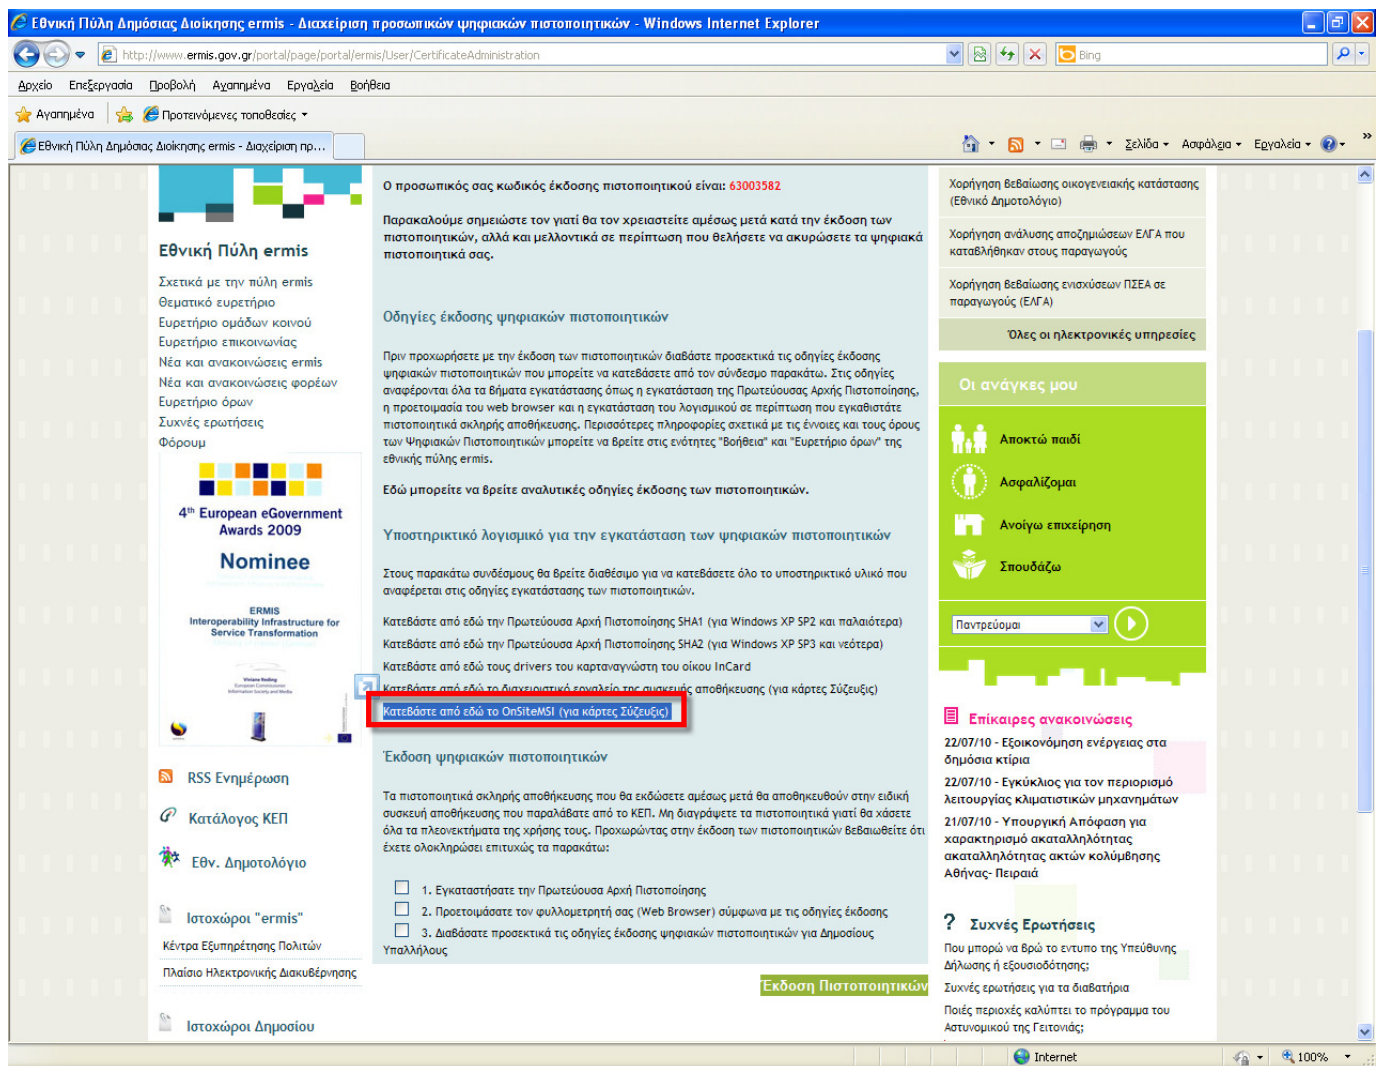 Εθνική Πύλη Δημόσιας Διοίκησης ermis - Διαχείριση προσωπικών ψηφιακών πιστοποιητικών - Windows Internet Explorer
http://www.ermis.gov.gr/portal/page/portal/ermis/User/CertificateAdministration
Bing
Αρχείο Επεξεργασία Προβολή Αγαπημένα Εργαλεία Βοήθεια
Αγαπημένα Προτεινόμενες τοποθεσίες
Εθνική Πύλη Δημόσιας Διοίκησης ermis - Διαχείριση πρ...
Σελίδα Ασφάλεια Εργαλεία
Εθνική Πύλη ermis
Σχετικά με την πύλη ermis
Θεματικό ευρετήριο
Ευρετήριο ομάδων κοινού
Ευρετήριο επικοινωνίας
Νέα και ανακοινώσεις ermis
Νέα και ανακοινώσεις φορέων
Ευρετήριο όρων
Συχνές ερωτήσεις
Φόρουμ
4th European eGovernment
Awards 2009
Nominee
ERMIS
Interoperability Infrastructure for
Service Transformation
Viviane Reding
European Commissioner
Information Society and Media
RSS Ενημέρωση
Κατάλογος ΚΕΠ
Εθν. Δημοτολόγιο
Ιστοχώροι "ermis"
Κέντρα Εξυπηρέτησης Πολιτών
Πλαίσιο Ηλεκτρονικής Διακυβέρνησης
Ιστοχώροι Δημοσίου
Ο προσωπικός σας κωδικός έκδοσης πιστοποιητικού είναι: 63003582
Παρακαλούμε σημειώστε τον γιατί θα τον χρειαστείτε αμέσως μετά κατά την έκδοση των
πιστοποιητικών, αλλά και μελλοντικά σε περίπτωση που θελήσετε να ακυρώσετε τα ψηφιακά
πιστοποιητικά σας.
Οδηγίες έκδοσης ψηφιακών πιστοποιητικών
Πριν προχωρήσετε με την έκδοση των πιστοποιητικών διαβάστε προσεκτικά τις οδηγίες έκδοσης
ψηφιακών πιστοποιητικών που μπορείτε να κατεβάσετε από τον σύνδεσμο παρακάτω. Στις οδηγίες
αναφέρονται όλα τα βήματα εγκατάστασης όπως η εγκατάσταση της Πρωτεύουσας Αρχής Πιστοποίησης,
η προετοιμασία του web browser και η εγκατάσταση του λογισμικού σε περίπτωση που εγκαθιστάτε
πιστοποιητικά σκληρής αποθήκευσης. Περισσότερες πληροφορίες σχετικά με τις έννοιες και τους όρους
των Ψηφιακών Πιστοποιητικών μπορείτε να βρείτε στις ενότητες "Βοήθεια" και "Ευρετήριο όρων" της
εθνικής πύλης ermis.
Εδώ μπορείτε να βρείτε αναλυτικές οδηγίες έκδοσης των πιστοποιητικών.
Υποστηρικτικό λογισμικό για την εγκατάσταση των ψηφιακών πιστοποιητικών
Στους παρακάτω συνδέσμους θα βρείτε διαθέσιμο για να κατεβάσετε όλο το υποστηρικτικό υλικό που
αναφέρεται στις οδηγίες εγκατάστασης των πιστοποιητικών.
Κατεβάστε από εδώ την Πρωτεύουσα Αρχή Πιστοποίησης SHA1 (για Windows XP SP2 και παλαιότερα)
Κατεβάστε από εδώ την Πρωτεύουσα Αρχή Πιστοποίησης SHA2 (για Windows XP SP3 και νεότερα)
Κατεβάστε από εδώ τους drivers του καρταναγνώστη του οίκου InCard
Κατεβάστε από εδώ το διαχειριστικό εργαλείο της συσκευής αποθήκευσης (για κάρτες Σύζευξις)
Κατεβάστε από εδώ το OnSiteMSI (για κάρτες Σύζευξις)
Έκδοση ψηφιακών πιστοποιητικών
Τα πιστοποιητικά σκληρής αποθήκευσης που θα εκδώσετε αμέσως μετά θα αποθηκευθούν στην ειδική
συσκευή αποθήκευσης που παραλάβατε από το ΚΕΠ. Μη διαγράψετε τα πιστοποιητικά γιατί θα χάσετε
όλα τα πλεονεκτήματα της χρήσης τους. Προχωρώντας στην έκδοση των πιστοποιητικών βεβαιωθείτε ότι
έχετε ολοκληρώσει επιτυχώς τα παρακάτω:
1. Εγκαταστήσατε την Πρωτεύουσα Αρχή Πιστοποίησης
2. Προετοιμάσατε τον φυλλομετρητή σας (Web Browser) σύμφωνα με τις οδηγίες έκδοσης
3. Διαβάσατε προσεκτικά τις οδηγίες έκδοσης ψηφιακών πιστοποιητικών για Δημοσίους
Υπαλλήλους
Έκδοση Πιστοποιητικών
Χορήγηση βεβαίωσης οικογενειακής κατάστασης
(Εθνικό Δημοτολόγιο)
Χορήγηση ανάλυσης αποζημιώσεων ΕΛΓΑ που
καταβλήθηκαν στους παραγωγούς
Χορήγηση βεβαίωσης ενισχύσεων ΠΣΕΑ σε
παραγωγούς (ΕΛΓΑ)
Όλες οι ηλεκτρονικές υπηρεσίες
Οι ανάγκες μου
Αποκτώ παιδί
Ασφαλίζομαι
Ανοίγω επιχείρηση
Σπουδάζω
Παντρεύομαι
Επίκαιρες ανακοινώσεις
22/07/10 - Εξοικονόμηση ενέργειας στα
δημόσια κτίρια
22/07/10 - Εγκύκλιος για τον περιορισμό
λειτουργίας κλιματιστικών μηχανημάτων
21/07/10 - Υπουργική Απόφαση για
χαρακτηρισμό ακαταλληλότητας
ακαταλληλότητας ακτών κολύμβησης
Αθήνας- Πειραιά
? Συχνές Ερωτήσεις
Που μπορώ να βρώ το εντυπο της Υπεύθυνης
Δήλωσης ή εξουσιοδότησης;
Συχνές ερωτήσεις για τα διαβατήρια
Ποιές περιοχές καλύπτει το πρόγραμμα του
Αστυνομικού της Γειτονιάς;
Internet
100%